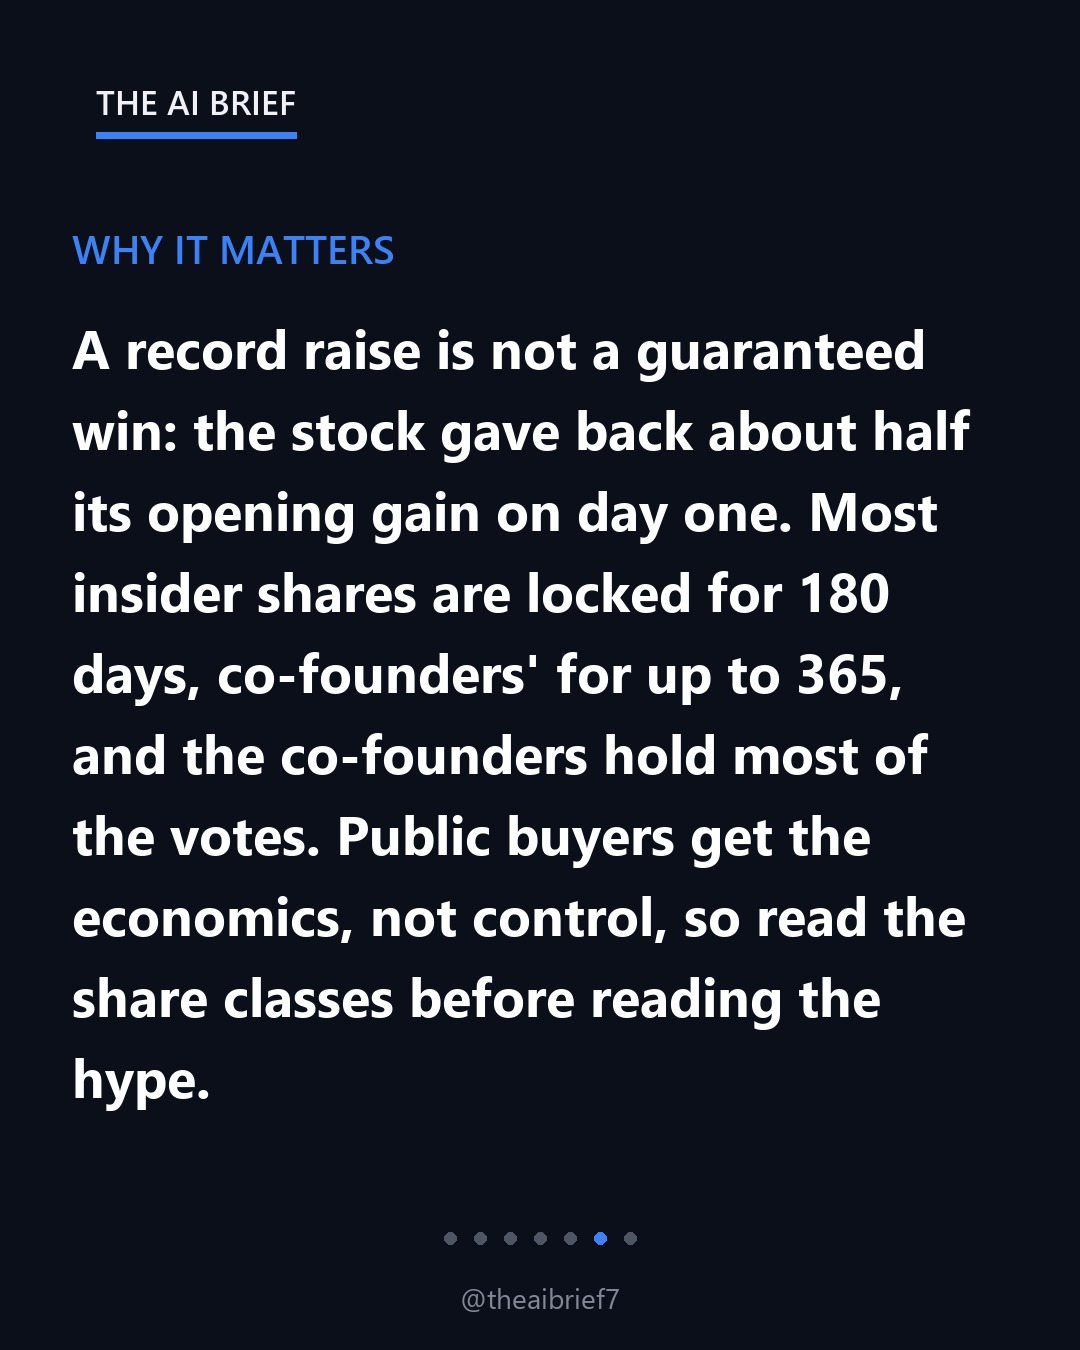 THE AI BRIEF
WHY IT MATTERS
A record raise is not a guaranteed
win: the stock gave back about half
its opening gain on day one. Most
insider shares are locked for 180
days, co-founders' for up to 365,
and the co-founders hold most of
the votes. Public buyers get the
economics, not control, so read the
share classes before reading the
hype.
@theaibrief7